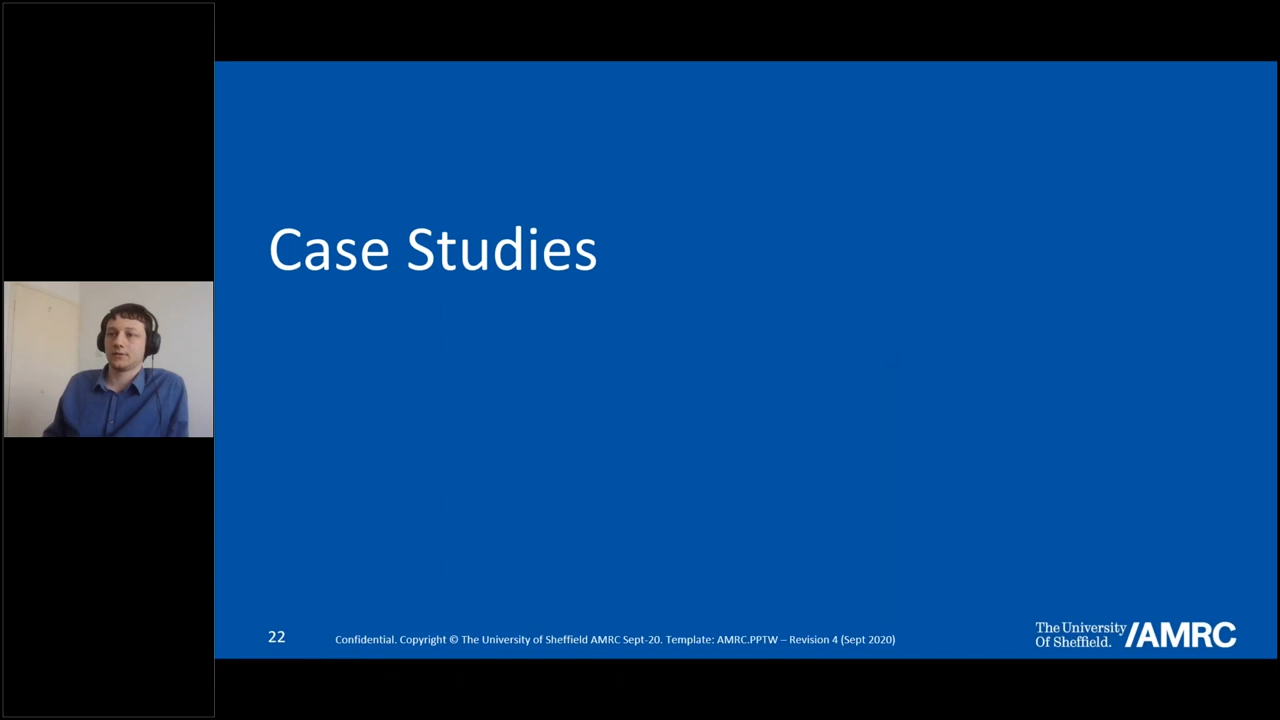 Case Studies
22
Confidential. Copyright © The University of Sheffield AMRC Sept-20. Template: AMRC.PPTW – Revision 4 (Sept 2020)
The University
Of Sheffield.
AMRC